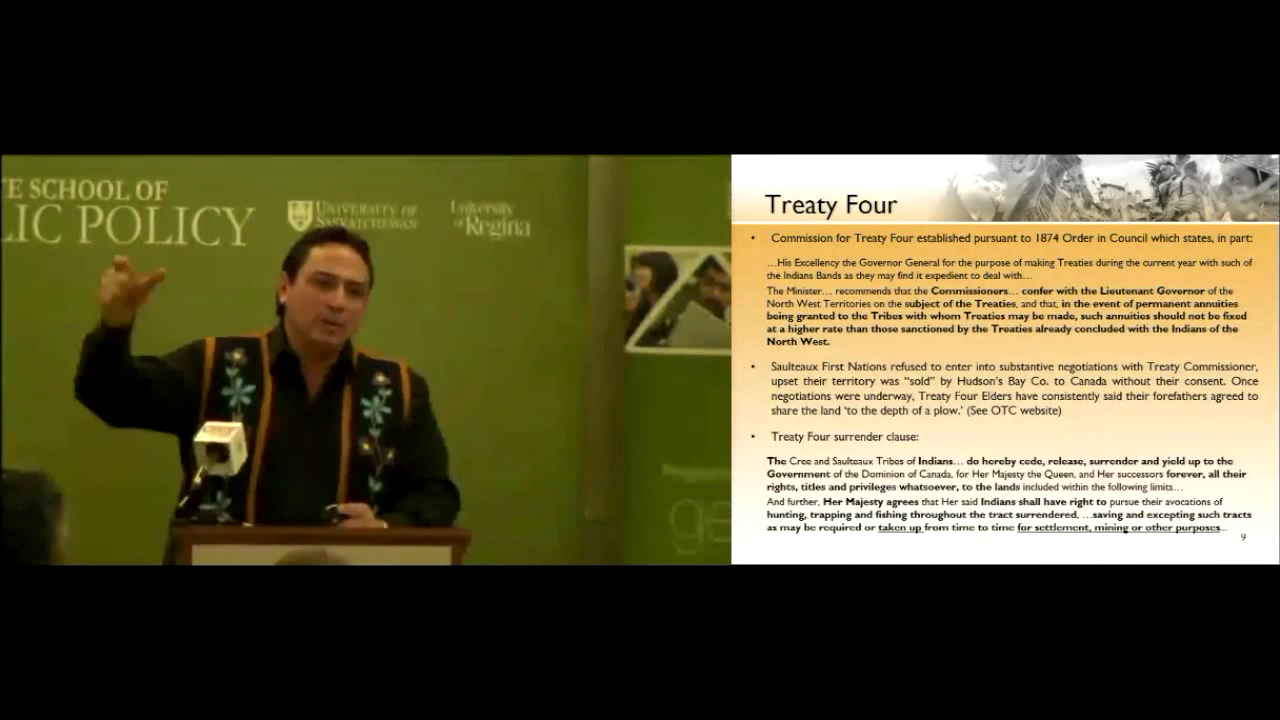 E SCHOOL OF
LIC POLICY
UNIVERSITY OF
SASKATCHEWAN
University
of Regina
ge
Treaty Four
• Commission for Treaty Four established pursuant to 1874 Order in Council which states, in part:
…His Excellency the Governor General for the purpose of making Treaties during the current year with such of
the Indians Bands as they may find it expedient to deal with…
The Minister… recommends that the Commissioners… confer with the Lieutenant Governor of the
North West Territories on the subject of the Treaties, and that, in the event of permanent annuities
being granted to the Tribes with whom Treaties may be made, such annuities should not be fixed
at a higher rate than those sanctioned by the Treaties already concluded with the Indians of the
North West.
• Saulteaux First Nations refused to enter into substantive negotiations with Treaty Commissioner,
upset their territory was “sold” by Hudson’s Bay Co. to Canada without their consent. Once
negotiations were underway, Treaty Four Elders have consistently said their forefathers agreed to
share the land ‘to the depth of a plow.’ (See OTC website)
• Treaty Four surrender clause:
The Cree and Saulteaux Tribes of Indians… do hereby cede, release, surrender and yield up to the
Government of the Dominion of Canada, for Her Majesty the Queen, and Her successors forever, all their
rights, titles and privileges whatsoever, to the lands included within the following limits…
And further, Her Majesty agrees that Her said Indians shall have right to pursue their avocations of
hunting, trapping and fishing throughout the tract surrendered, …saving and excepting such tracts
as may be required or taken up from time to time for settlement, mining or other purposes...
9